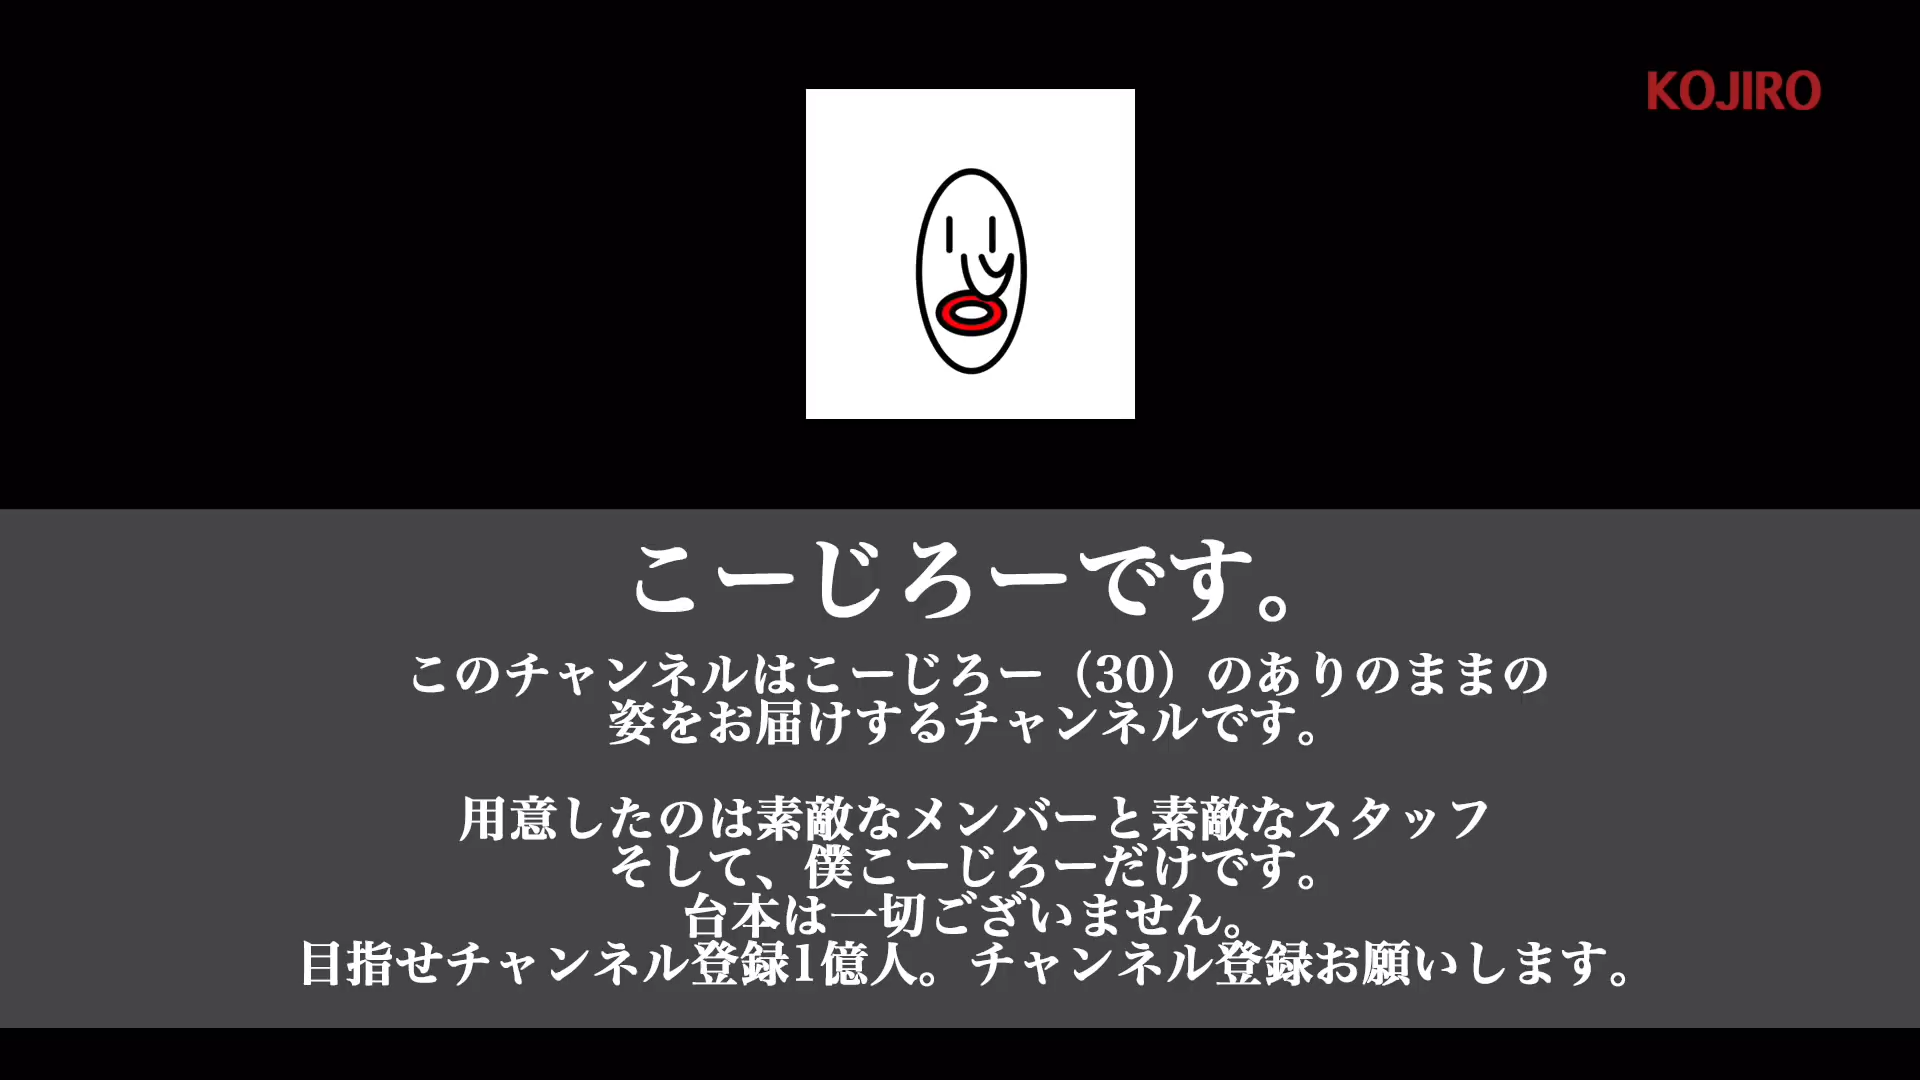 KOJIRO
こーじろーです。
このチャンネルはこーじろー（30）のありのままの
姿をお届けするチャンネルです。
用意したのは素敵なメンバーと素敵なスタッフ
そして、僕こーじろーだけです。
台本は一切ございません。
目指せチャンネル登録1億人。チャンネル登録お願いします。